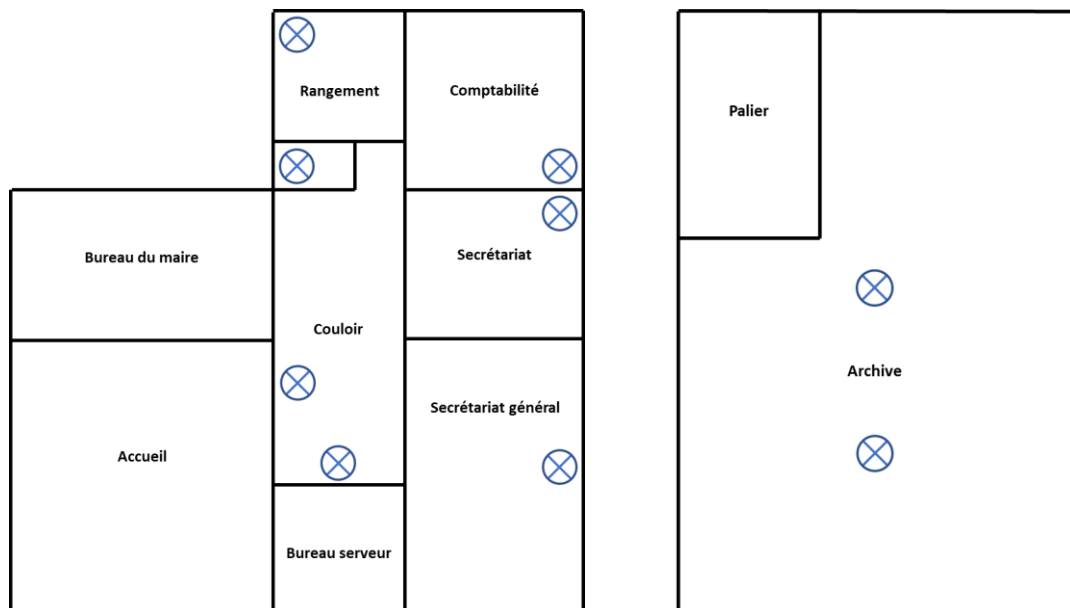 Rangement
Comptabilité
Palier
Bureau du maire
Secrétariat
Couloir
Archive
Secrétariat général
Accueil
Bureau serveur